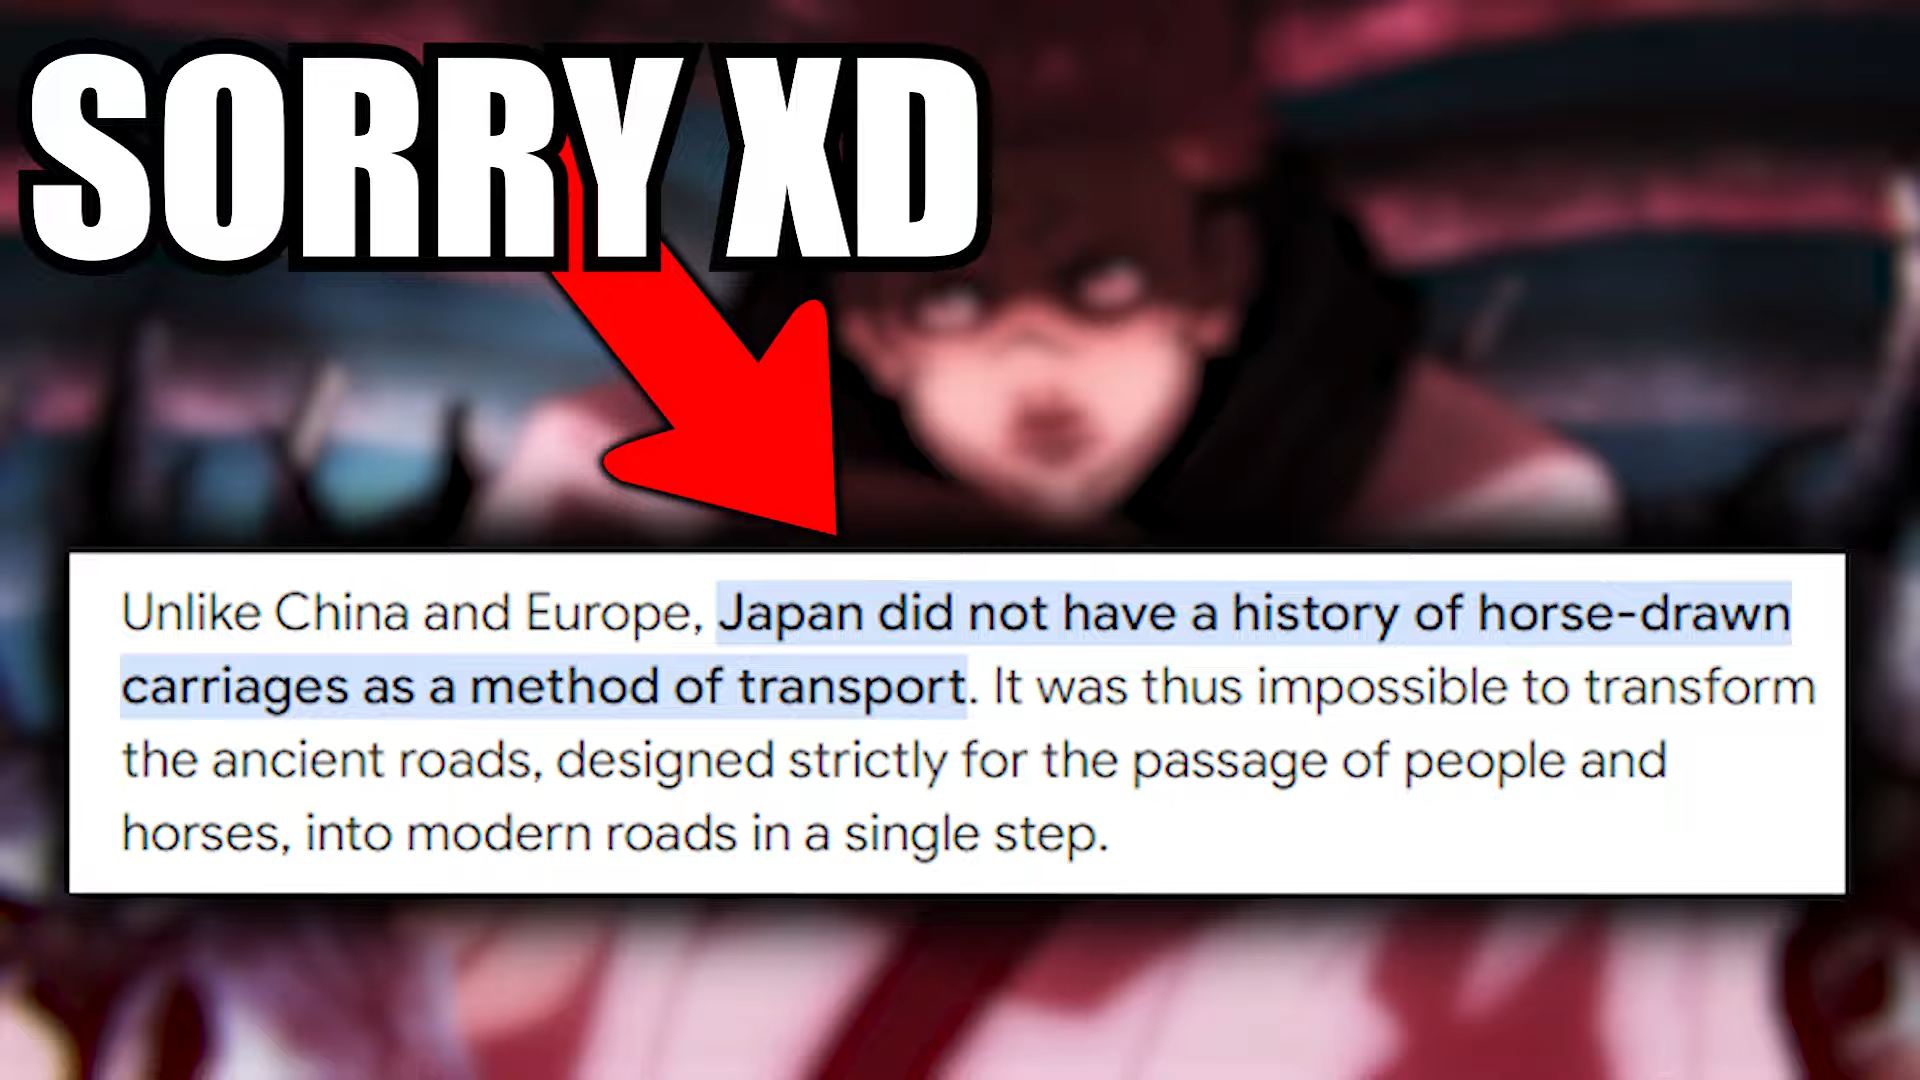 SORRY XD
Unlike China and Europe, Japan did not have a history of horse-drawn
carriages as a method of transport. It was thus impossible to transform
the ancient roads, designed strictly for the passage of people and
horses, into modern roads in a single step.